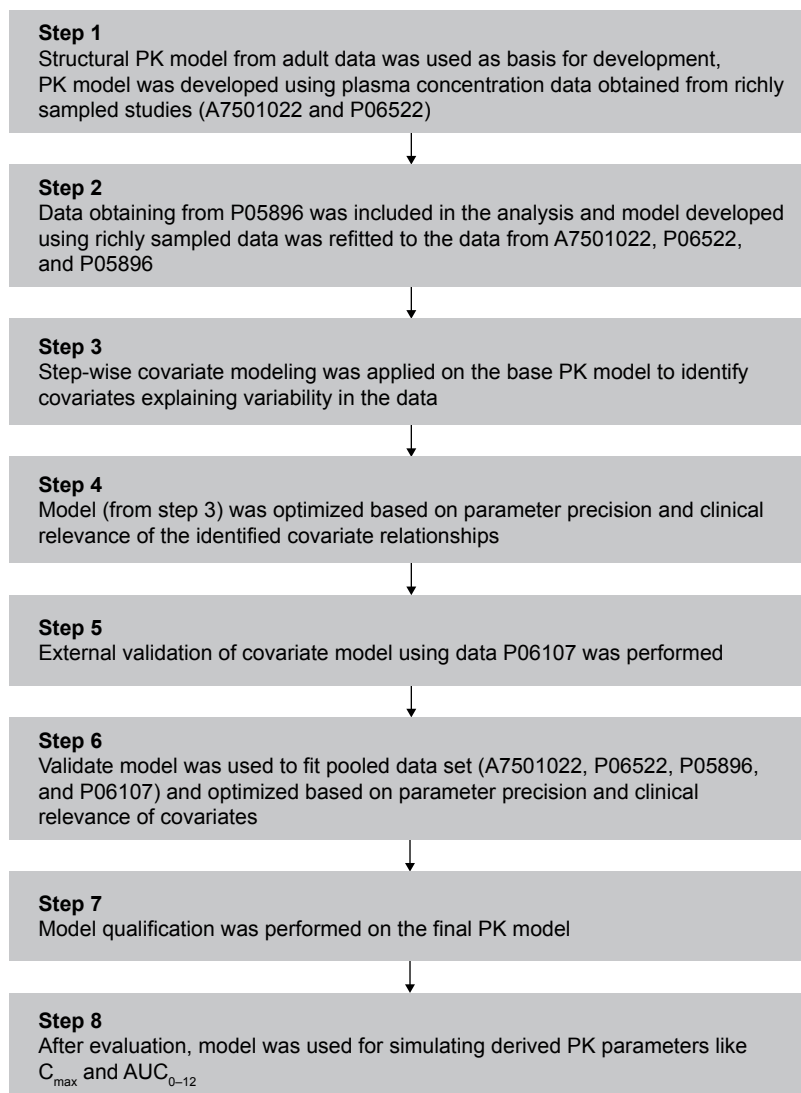 Step 1
Structural PK model from adult data was used as basis for development,
PK model was developed using plasma concentration data obtained from richly
sampled studies (A7501022 and P06522)
Step 2
Data obtaining from P05896 was included in the analysis and model developed
using richly sampled data was refitted to the data from A7501022, P06522,
and P05896
Step 3
Step-wise covariate modeling was applied on the base PK model to identify
covariates explaining variability in the data
Step 4
Model (from step 3) was optimized based on parameter precision and clinical
relevance of the identified covariate relationships
Step 5
External validation of covariate model using data P06107 was performed
Step 6
Validate model was used to fit pooled data set (A7501022, P06522, P05896,
and P06107) and optimized based on parameter precision and clinical
relevance of covariates
Step 7
Model qualification was performed on the final PK model
Step 8
After evaluation, model was used for simulating derived PK parameters like
Cmax and AUC0–12